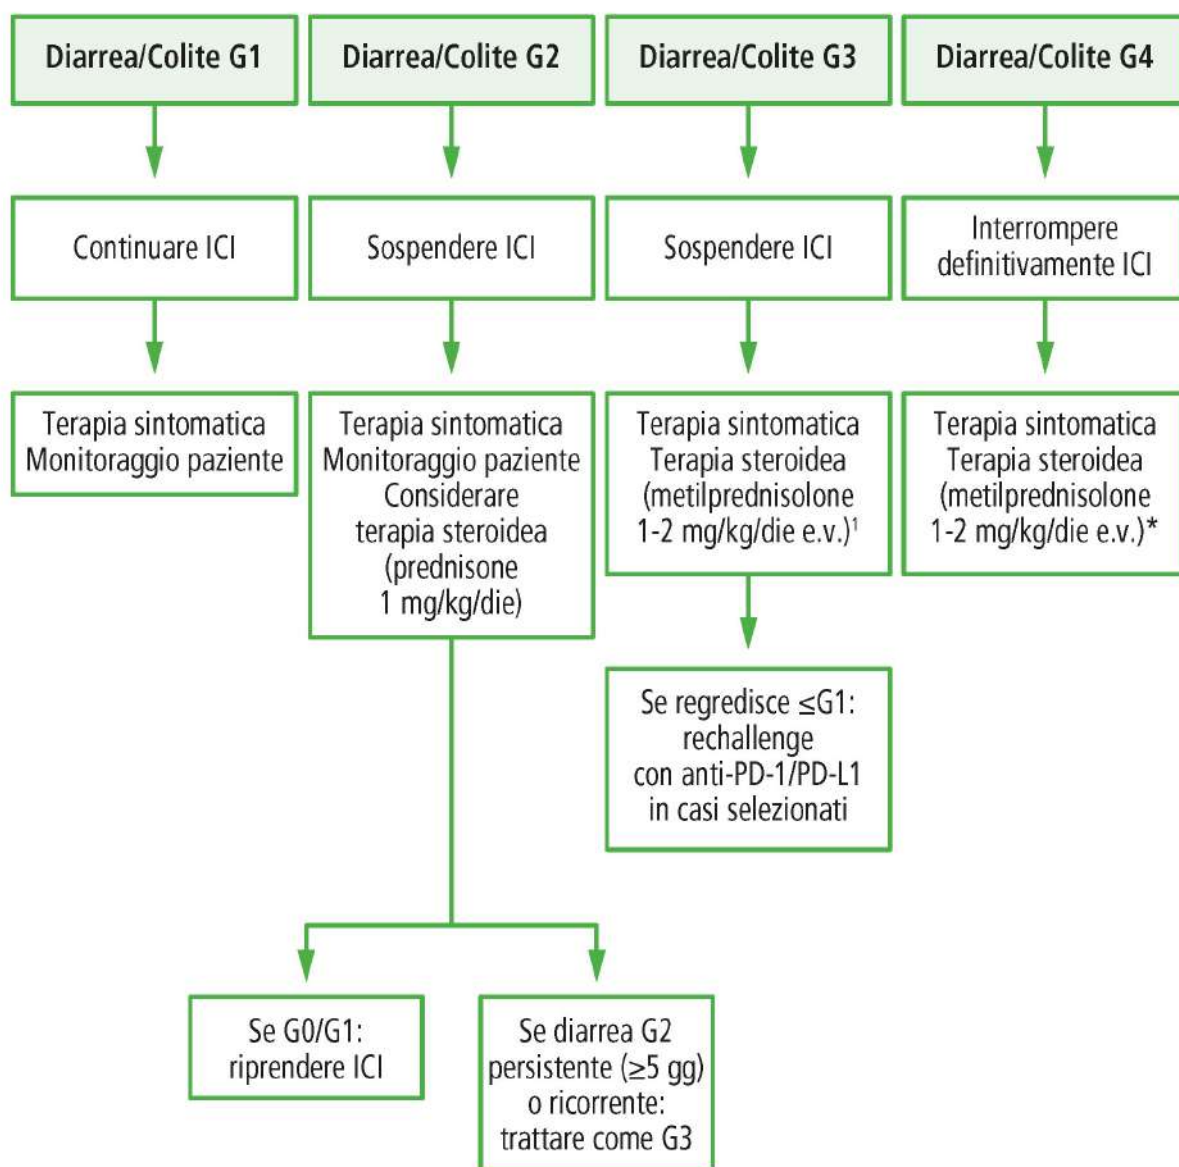 Diarrea/Colite G1
Diarrea/Colite G2
Diarrea/Colite G3
Diarrea/Colite G4
Continuare ICI
Sospendere ICI
Sospendere ICI
Interrompere
definitivamente ICI
Terapia sintomatica
Monitoraggio paziente
Terapia sintomatica
Monitoraggio paziente
Considerare
terapia steroidea
(prednisone
1 mg/kg/die)
Terapia sintomatica
Terapia steroidea
(metilprednisolone
1-2 mg/kg/die e.v.)¹
Terapia sintomatica
Terapia steroidea
(metilprednisolone
1-2 mg/kg/die e.v.)*
Se regredisce ≤G1:
rechallenge
con anti-PD-1/PD-L1
in casi selezionati
Se G0/G1:
riprendere ICI
Se diarrea G2
persistente (≥5 gg)
o ricorrente:
trattare come G3